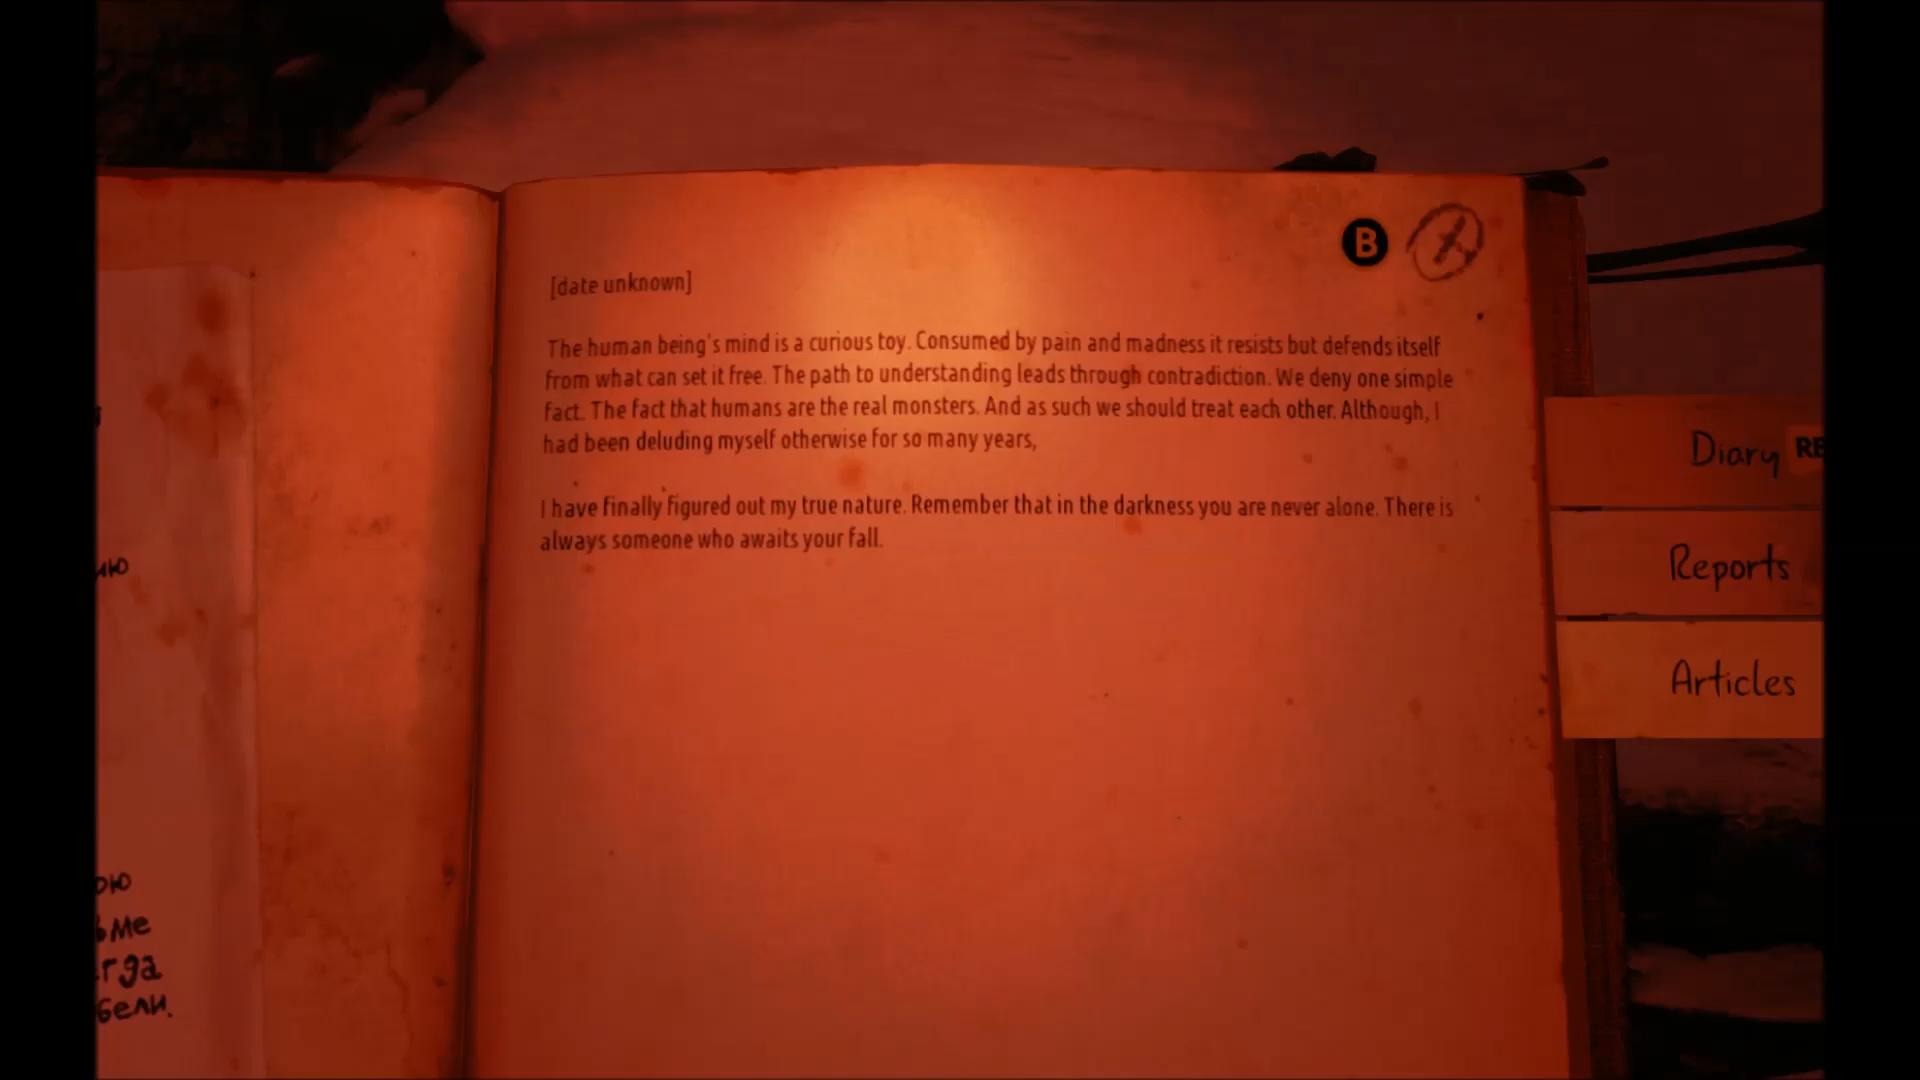 ме
гда
бели.
B
[date unknown]
The human being's mind is a curious toy. Consumed by pain and madness it resists but defends itself
from what can set it free. The path to understanding leads through contradiction. We deny one simple
fact. The fact that humans are the real monsters. And as such we should treat each other. Although, I
had been deluding myself otherwise for so many years,
I have finally figured out my true nature. Remember that in the darkness you are never alone. There is
always someone who awaits your fall.
Diary RE
Reports
Articles